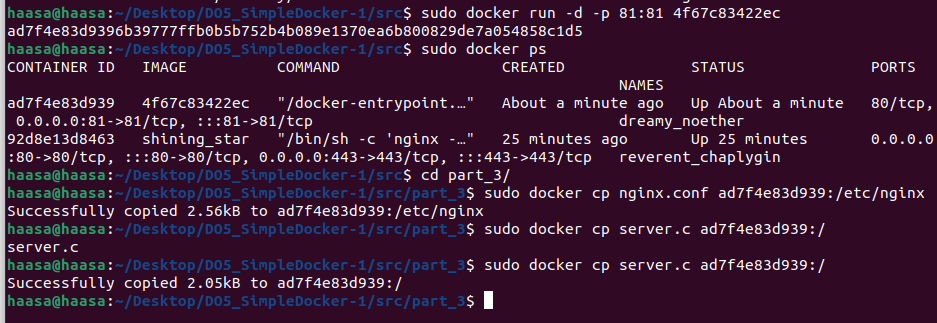 haasa@haasa:~/Desktop/DO5_SimpleDocker-1/src$ sudo docker run -d -p 81:81 4f67c83422ec
ad7f4e83d9396b39777ffb0b5b752b4b089e1370ea6b800829de7a054858c1d5
haasa@haasa:~/Desktop/DO5_SimpleDocker-1/src$ sudo docker ps
CONTAINER ID   IMAGE          COMMAND                  CREATED              STATUS              PORTS
NAMES
ad7f4e83d939   4f67c83422ec   "/docker-entrypoint.…"   About a minute ago   Up About a minute   80/tcp,
0.0.0.0:81->81/tcp, :::81->81/tcp                                              dreamy_noether
92d8e13d8463   shining_star   "/bin/sh -c 'nginx -…"   25 minutes ago       Up 25 minutes       0.0.0.0
:80->80/tcp, :::80->80/tcp, 0.0.0.0:443->443/tcp, :::443->443/tcp   reverent_chaplygin
haasa@haasa:~/Desktop/DO5_SimpleDocker-1/src$ cd part_3/
haasa@haasa:~/Desktop/DO5_SimpleDocker-1/src/part_3$ sudo docker cp nginx.conf ad7f4e83d939:/etc/nginx
Successfully copied 2.56kB to ad7f4e83d939:/etc/nginx
haasa@haasa:~/Desktop/DO5_SimpleDocker-1/src/part_3$ sudo docker cp server.c ad7f4e83d939:/
server.c
haasa@haasa:~/Desktop/DO5_SimpleDocker-1/src/part_3$ sudo docker cp server.c ad7f4e83d939:/
Successfully copied 2.05kB to ad7f4e83d939:/
haasa@haasa:~/Desktop/DO5_SimpleDocker-1/src/part_3$